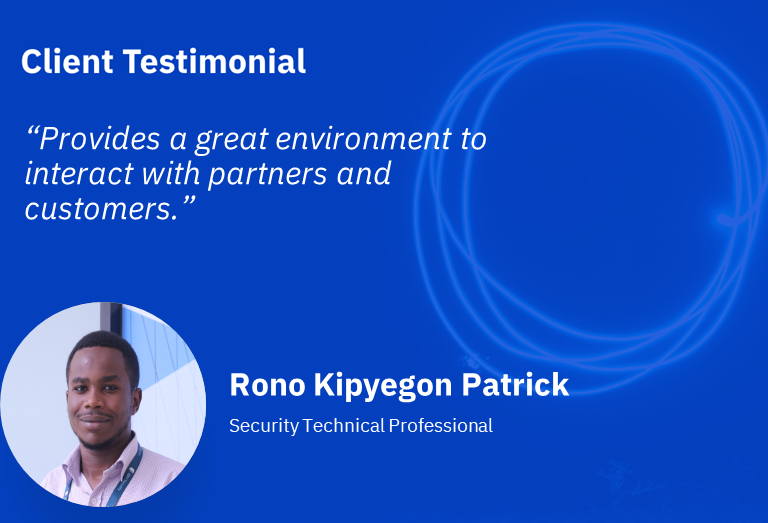 Client Testimonial
“Provides a great environment to
interact with partners and
customers.”
Rono Kipyegon Patrick
Security Technical Professional